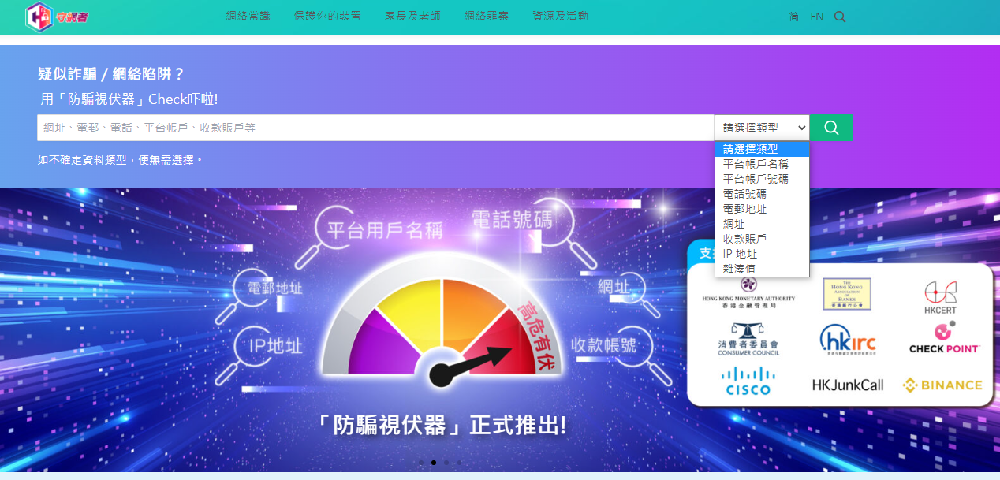 守網者
網絡常識 保護你的裝置 家長及老師 網絡罪案 資源及活動 简 EN
疑似詐騙 / 網絡陷阱？
用「防騙視伏器」Check吓啦!
網址、電郵、電話、平台帳戶、收款賬戶等
請選擇類型
如不確定資料類型，便無需選擇。
請選擇類型
平台帳戶名稱
平台帳戶號碼
電話號碼
電郵地址
網址
收款賬戶
IP 地址
雜湊值
平台用戶名稱
電話號碼
電郵地址
網址
IP地址
收款帳號
高危有伏
「防騙視伏器」正式推出!
支
HONG KONG MONETARY AUTHORITY
香港金融管理局
THE
HONG KONG
ASSOCIATION
OF
BANKS
香港銀行公會
HKCERT
消費者委員會
CONSUMER COUNCIL
hkirc
CHECK POINT
CISCO
HKJunkCall
BINANCE